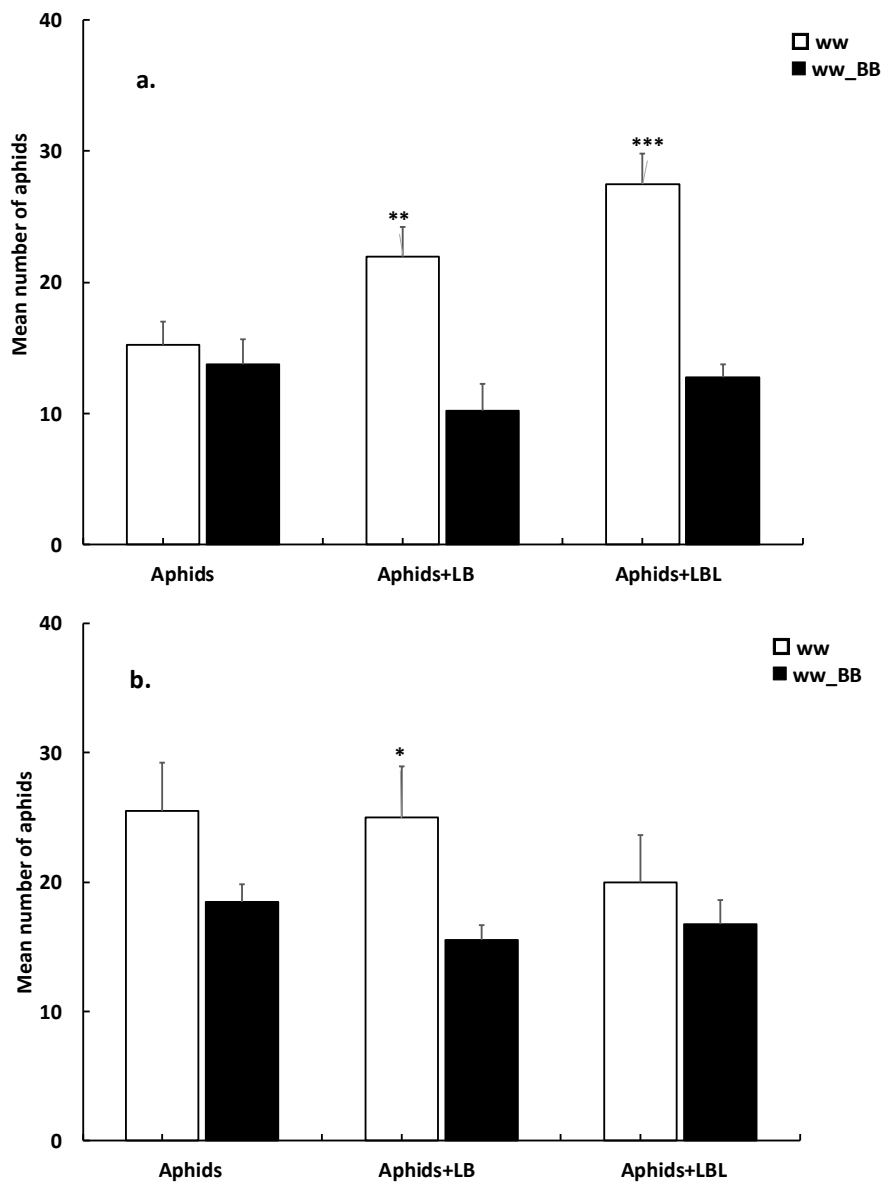 40
ww
ww_BB
a.
Mean number of aphids
30
***
**
20
10
0
Aphids
Aphids+LB
Aphids+LBL
40
ww
ww_BB
b.
Mean number of aphids
30
*
20
10
0
Aphids
Aphids+LB
Aphids+LBL